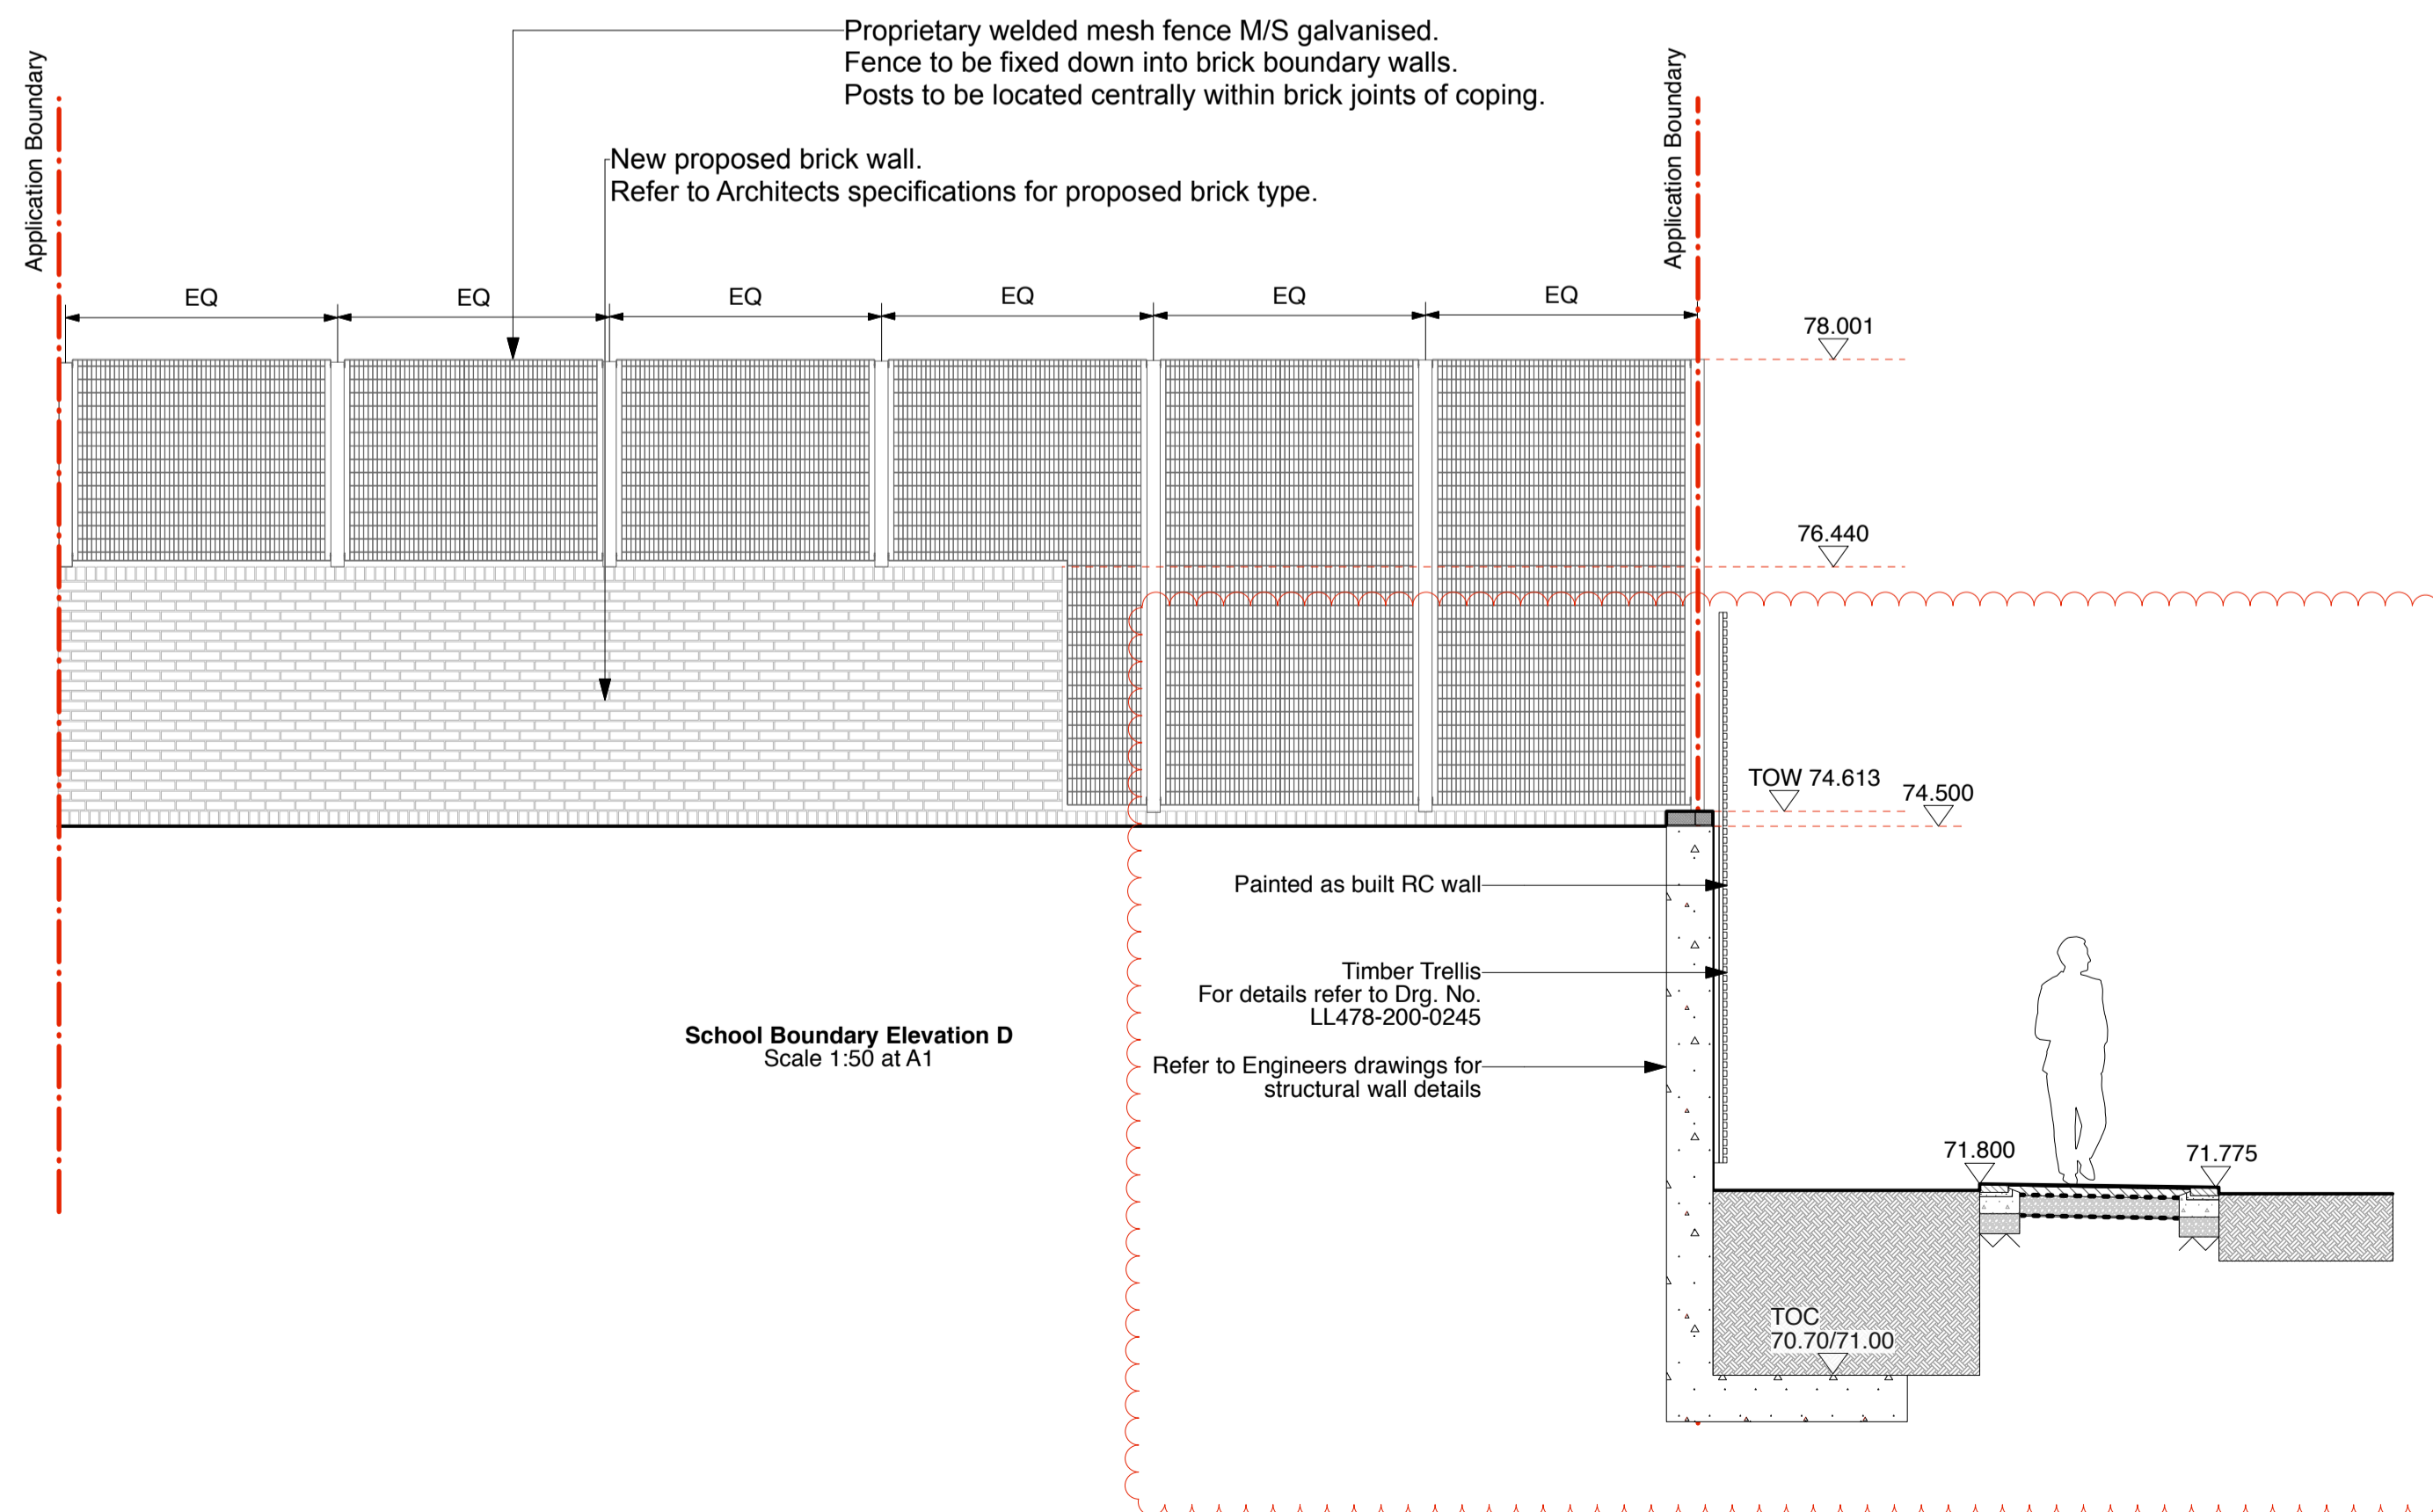 Application Boundary
Proprietary welded mesh fence M/S galvanised.
Fence to be fixed down into brick boundary walls.
Posts to be located centrally within brick joints of coping.
Application Boundary
New proposed brick wall.
Refer to Architects specifications for proposed brick type.
EQ
EQ
EQ
EQ
EQ
EQ
78.001
76.440
TOW 74.613
74.500
Painted as built RC wall
Timber Trellis
For details refer to Drg. No.
LL478-200-0245
School Boundary Elevation D
Scale 1:50 at A1
Refer to Engineers drawings for
structural wall details
71.800
71.775
TOC
70.70/71.00